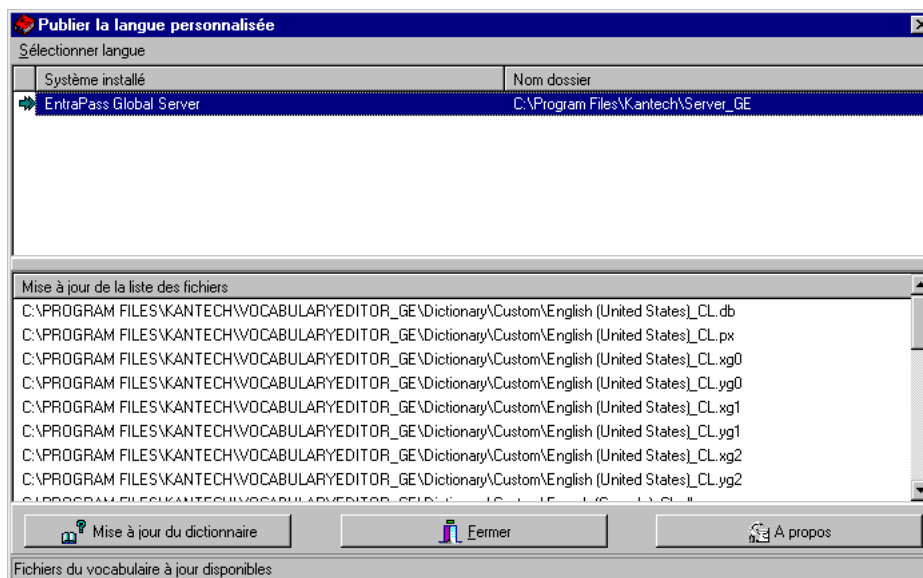 Publier la langue personnalisée
Sélectionner langue
Système installé Nom dossier
EntraPass Global Server C:\Program Files\Kantech\Server_GE
Mise à jour de la liste des fichiers
C:\PROGRAM FILES\KANTECH\VOCABULARYEDITOR_GE\Dictionary\Custom\English (United States)_CL.db
C:\PROGRAM FILES\KANTECH\VOCABULARYEDITOR_GE\Dictionary\Custom\English (United States)_CL.px
C:\PROGRAM FILES\KANTECH\VOCABULARYEDITOR_GE\Dictionary\Custom\English (United States)_CL.xg0
C:\PROGRAM FILES\KANTECH\VOCABULARYEDITOR_GE\Dictionary\Custom\English (United States)_CL.yg0
C:\PROGRAM FILES\KANTECH\VOCABULARYEDITOR_GE\Dictionary\Custom\English (United States)_CL.xg1
C:\PROGRAM FILES\KANTECH\VOCABULARYEDITOR_GE\Dictionary\Custom\English (United States)_CL.yg1
C:\PROGRAM FILES\KANTECH\VOCABULARYEDITOR_GE\Dictionary\Custom\English (United States)_CL.xg2
C:\PROGRAM FILES\KANTECH\VOCABULARYEDITOR_GE\Dictionary\Custom\English (United States)_CL.yg2
Mise à jour du dictionnaire Fermer A propos
Fichiers du vocabulaire à jour disponibles